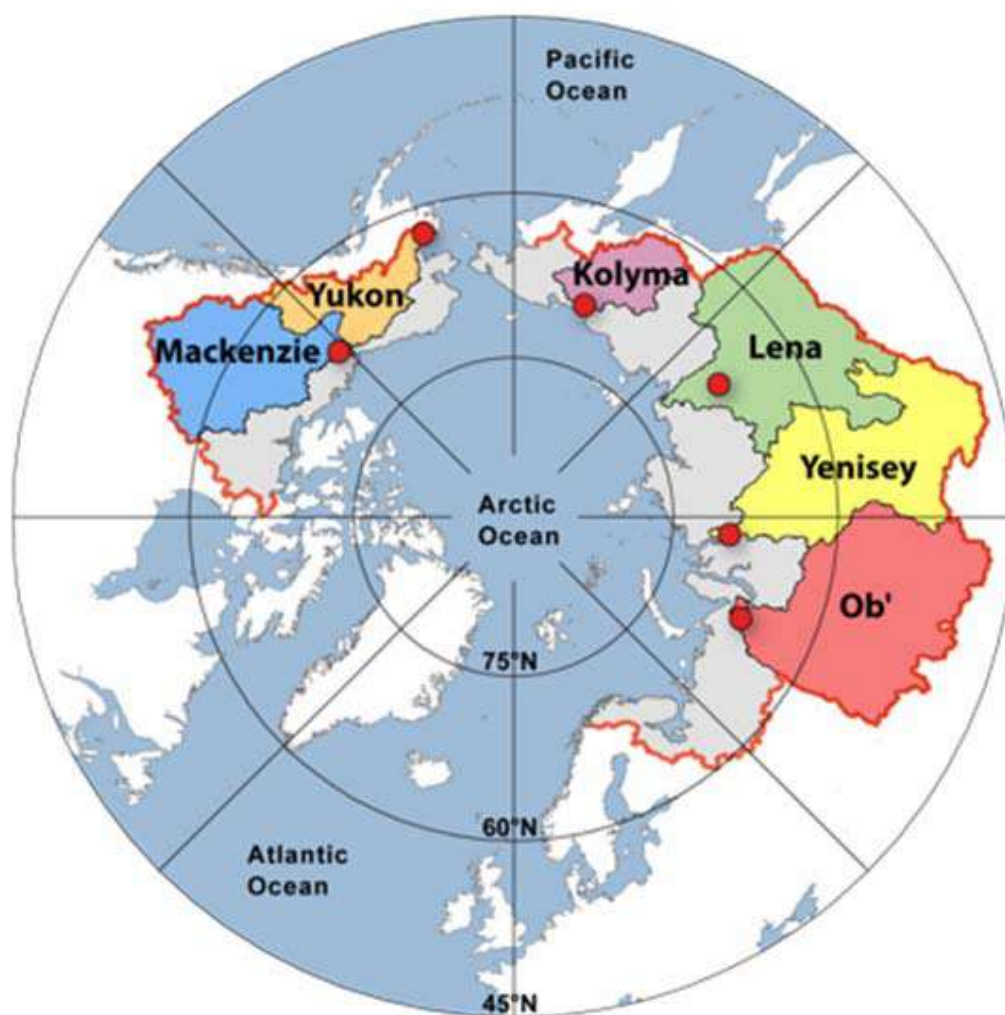 Pacific
Ocean
Kolyma
Yukon
Mackenzie
Lena
Yenisey
Arctic
Ocean
Ob'
75°N
60°N
Atlantic
Ocean
45°N